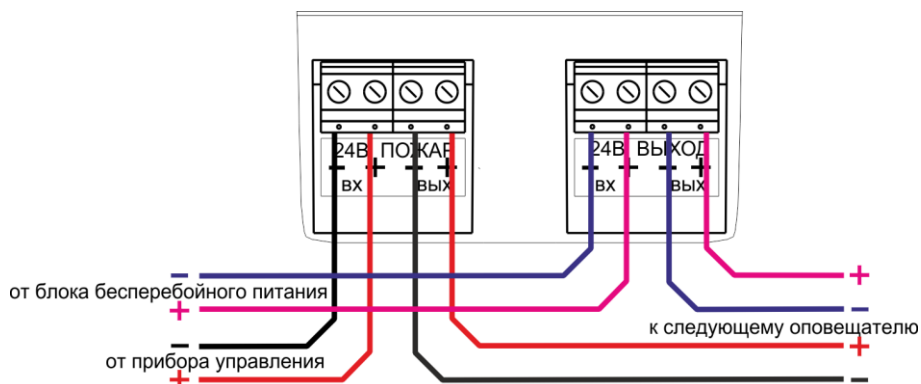 24В ПОЖАР
- + - +
вх вых
24В ВЫХОД
- + - +
вх вых
- +
от блока бесперебойного питания
+ -
к следующему оповещателю
- +
от прибора управления
+ -